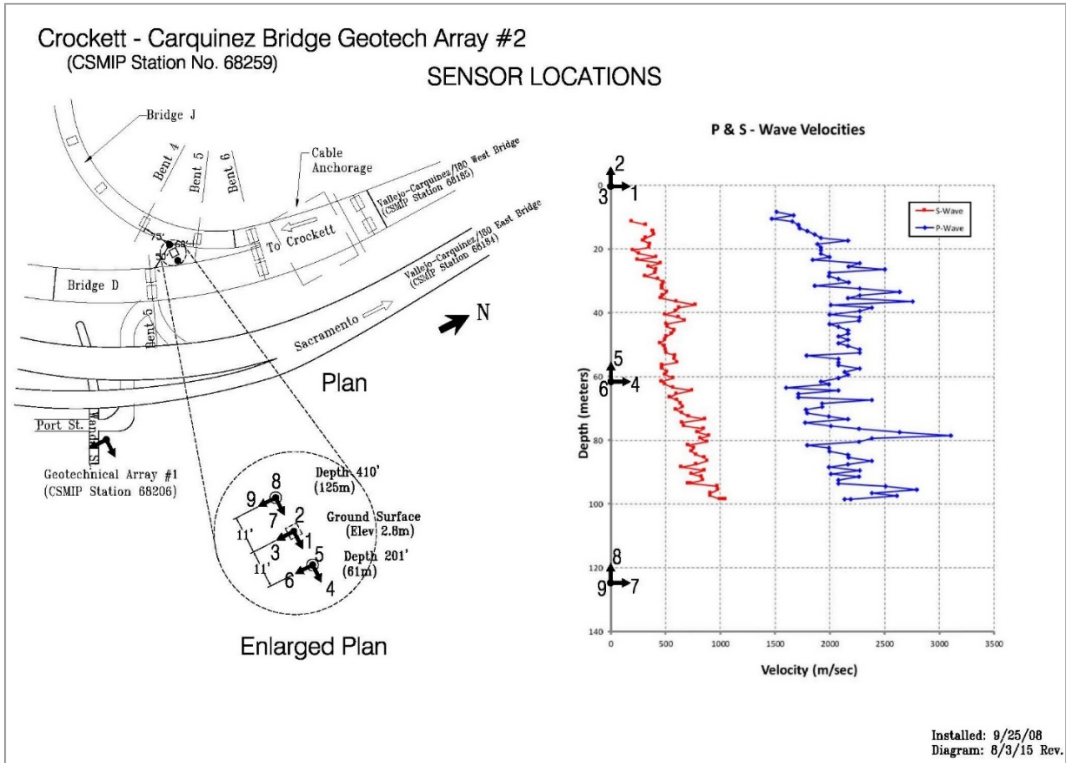 Crockett - Carquinez Bridge Geotech Array #2
(CSMIP Station No. 68259)
SENSOR LOCATIONS
Bridge J
Bent 4
Bent 5
Bent 6
Cable
Anchorage
Vallejo-Carquinez/I80 West Bridge
(CSMIP Station 68185)
To Crockett
Vallejo-Carquinez/I80 East Bridge
(CSMIP Station 68184)
75'
60'
Bridge D
Bent 5
Sacramento
N
Plan
Port St.
Wanda St.
Geotechnical Array #1
(CSMIP Station 68206)
8
9
7
Depth 410'
(125m)
2
3
1
Ground Surface
(Elev 2.8m)
5
6
4
Depth 201'
(61m)
11'
11'
Enlarged Plan
P & S - Wave Velocities
2
3
1
5
6
4
8
9
7
S-Wave
P-Wave
0
20
40
60
80
100
120
140
Depth (meters)
0
500
1000
1500
2000
2500
3000
3500
Velocity (m/sec)
Installed: 9/25/08
Diagram: 8/3/15 Rev.